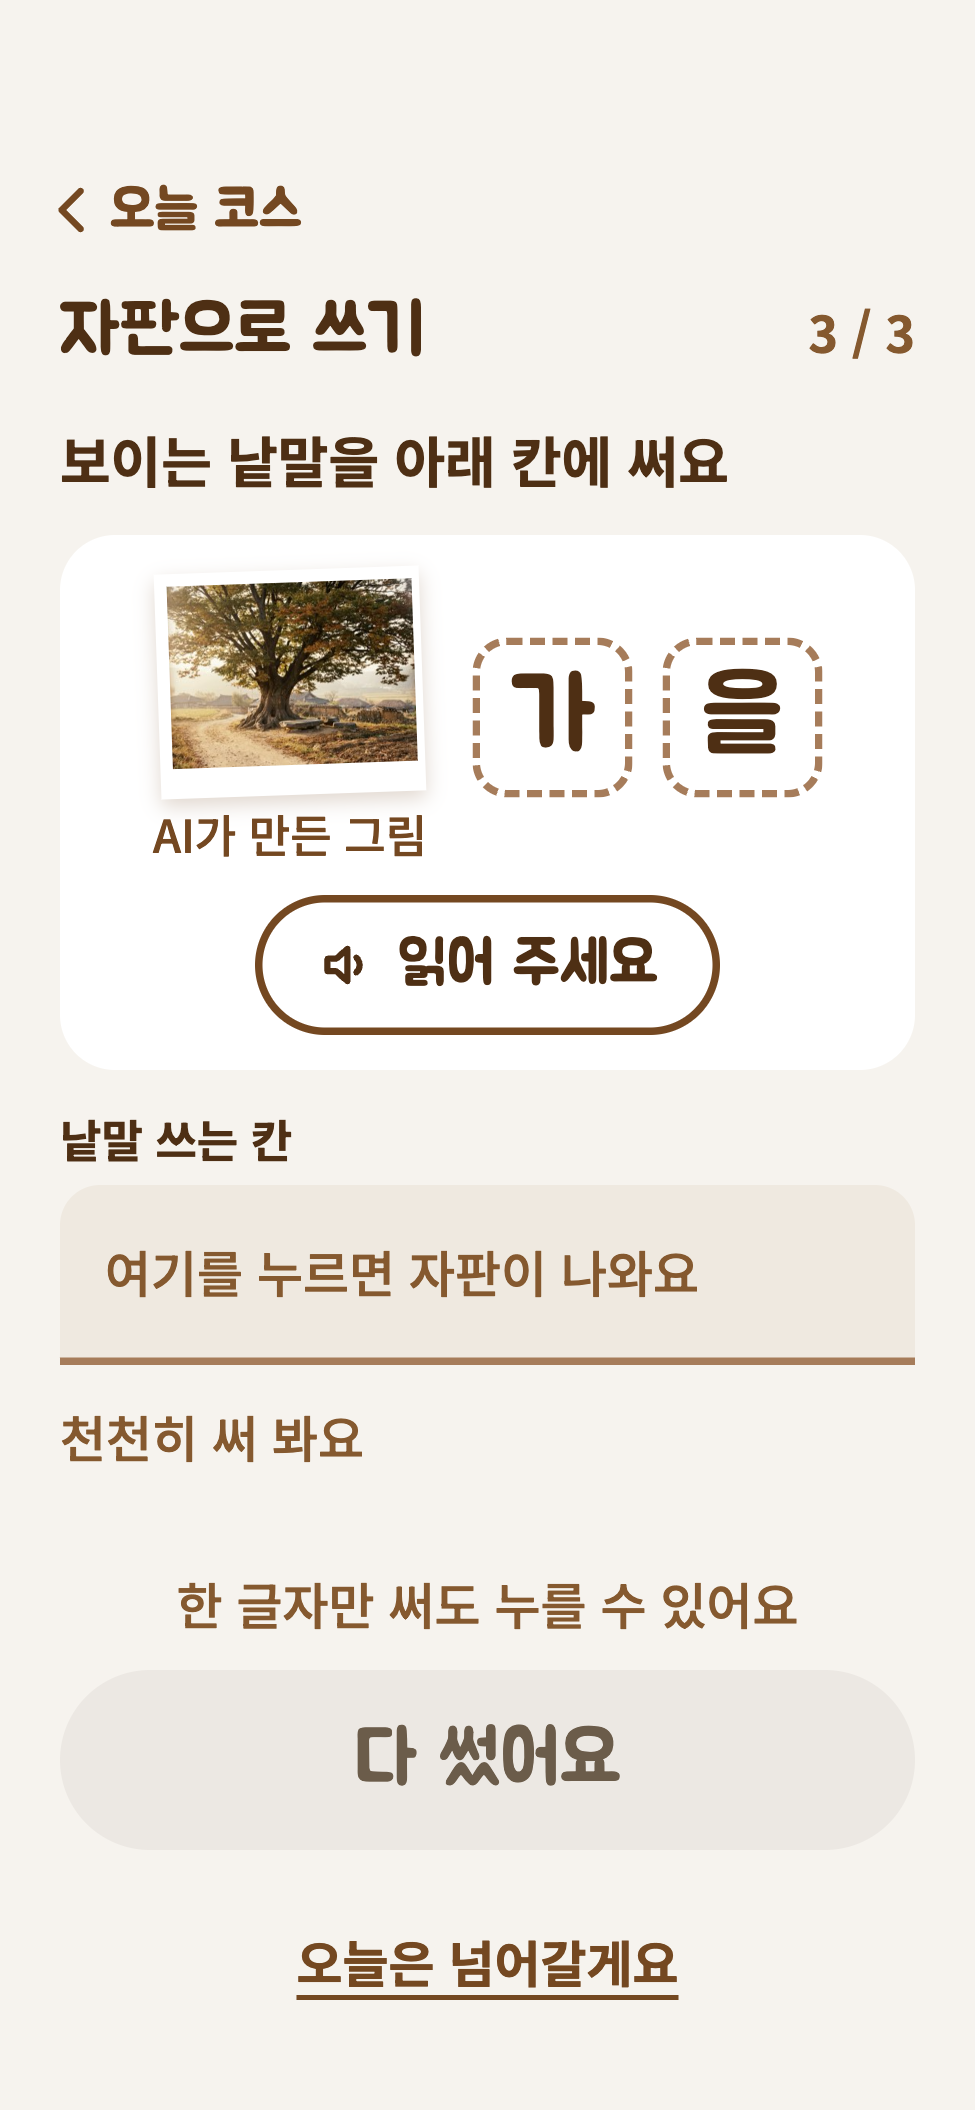 오늘 코스
자판으로 쓰기
3 / 3
보이는 낱말을 아래 칸에 써요
가 을
AI가 만든 그림
읽어 주세요
낱말 쓰는 칸
여기를 누르면 자판이 나와요
천천히 써 봐요
한 글자만 써도 누를 수 있어요
다 썼어요
오늘은 넘어갈게요